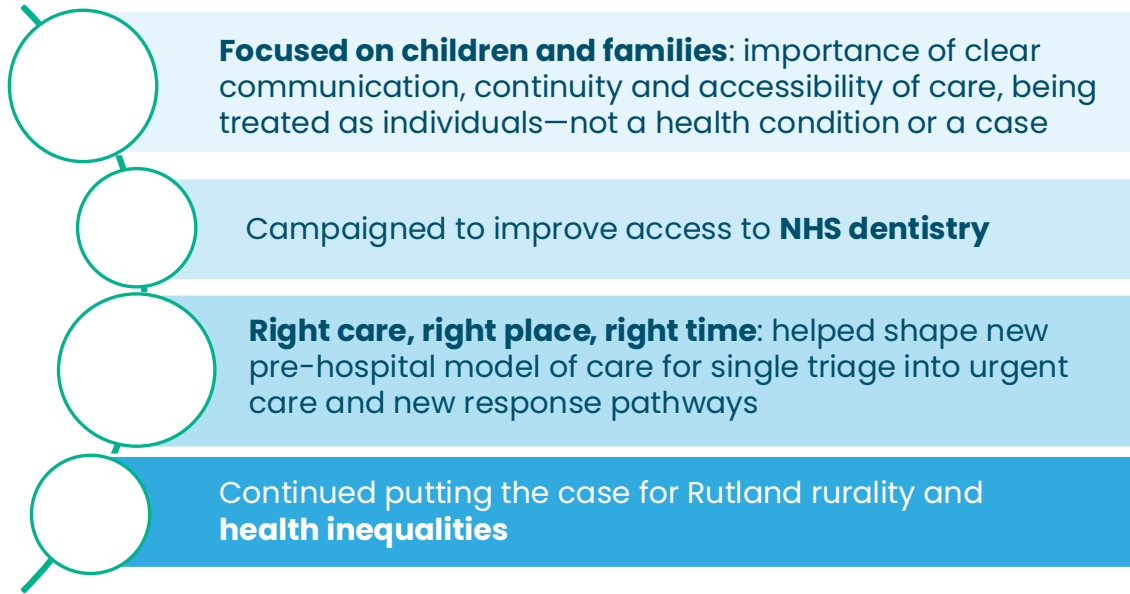 Focused on children and families: importance of clear
communication, continuity and accessibility of care, being
treated as individuals—not a health condition or a case
Campaigned to improve access to NHS dentistry
Right care, right place, right time: helped shape new
pre-hospital model of care for single triage into urgent
care and new response pathways
Continued putting the case for Rutland rurality and
health inequalities